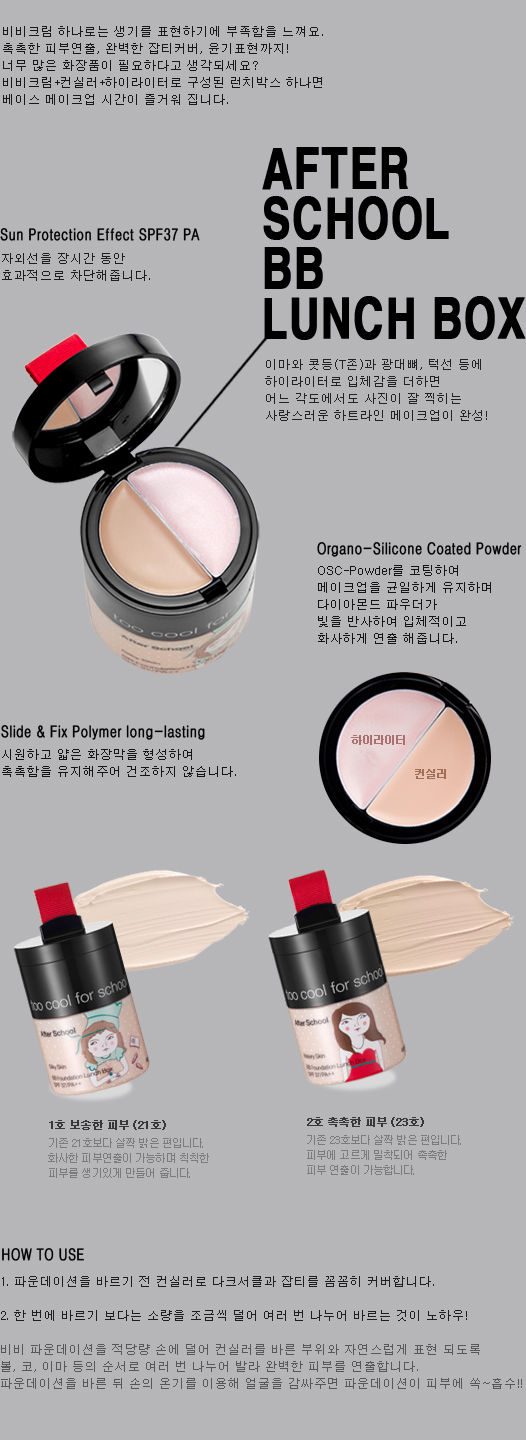 비비크림 하나로는 생기를 표현하기에 부족함을 느껴요.
촉촉한 피부연출, 완벽한 잡티커버, 윤기표현까지!
너무 많은 화장품이 필요하다고 생각되세요?
비비크림+컨실러+하이라이터로 구성된 런치박스 하나면
베이스 메이크업 시간이 즐거워 집니다.
AFTER
SCHOOL
BB
LUNCH BOX
Sun Protection Effect SPF37 PA
자외선을 장시간 동안
효과적으로 차단해줍니다.
이마와 콧등(T존)과 광대뼈, 턱선 등에
하이라이터로 입체감을 더하면
어느 각도에서도 사진이 잘 찍히는
사랑스러운 하트라인 메이크업이 완성!
too cool for
After School
Organo-Silicone Coated Powder
OSC-Powder를 코팅하여
메이크업을 균일하게 유지하며
다이아몬드 파우더가
빛을 반사하여 입체적이고
화사하게 연출 해줍니다.
Slide & Fix Polymer long-lasting
시원하고 얇은 화장막을 형성하여
촉촉함을 유지해주어 건조하지 않습니다.
하이라이터
컨실러
too cool for school
After School
Silky Skin
BB Foundation Lunch Box
SPF 37 PA++
too cool for school
After School
BB Foundation Lunch Box
SPF 37 PA++
1호 보송한 피부 (21호)
기존 21호보다 살짝 밝은 편입니다.
화사한 피부연출이 가능하며 칙칙한
피부를 생기있게 만들어 줍니다.
2호 촉촉한 피부 (23호)
기존 23호보다 살짝 밝은 편입니다.
피부에 고르게 밀착되어 촉촉한
피부 연출이 가능합니다.
HOW TO USE
1. 파운데이션을 바르기 전 컨실러로 다크서클과 잡티를 꼼꼼히 커버합니다.
2. 한 번에 바르기 보다는 소량을 조금씩 덜어 여러 번 나누어 바르는 것이 노하우!
비비 파운데이션을 적당량 손에 덜어 컨실러를 바른 부위와 자연스럽게 표현 되도록
볼, 코, 이마 등의 순서로 여러 번 나누어 발라 완벽한 피부를 연출합니다.
파운데이션을 바른 뒤 손의 온기를 이용해 얼굴을 감싸주면 파운데이션이 피부에 쏙~흡수!!